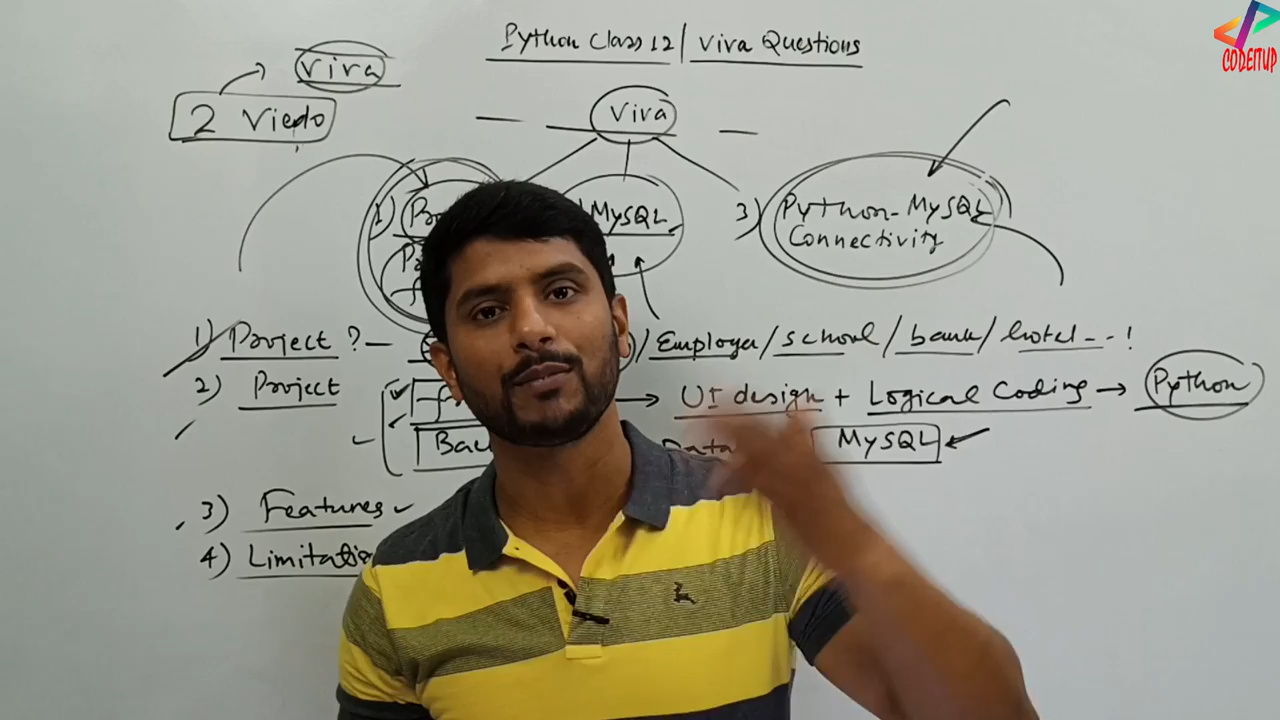 Python Class 12 | Viva Questions
CODEITUP
Viva
2 Viedo
Viva
1)
MySQL
3) Python-MySQL
Connectivity
1) Project ? - / Employee / school / bank / hotel - - !
2) Project → UI design + Logical Coding → Python
MySQL
3) Features
4)